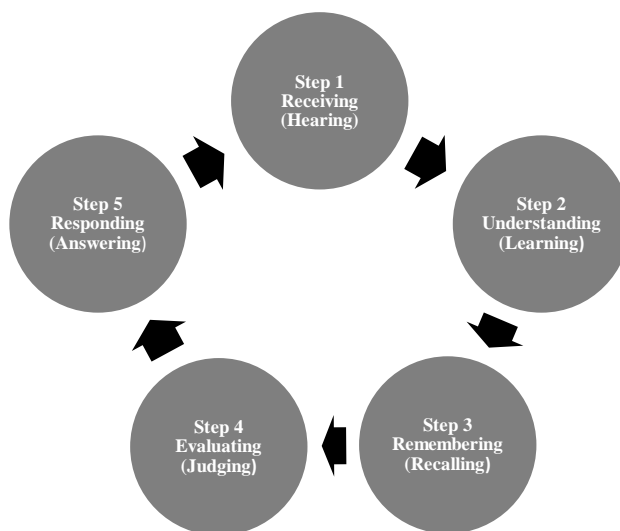 Step 1
Receiving
(Hearing)
Step 2
Understanding
(Learning)
Step 3
Remembering
(Recalling)
Step 4
Evaluating
(Judging)
Step 5
Responding
(Answering)